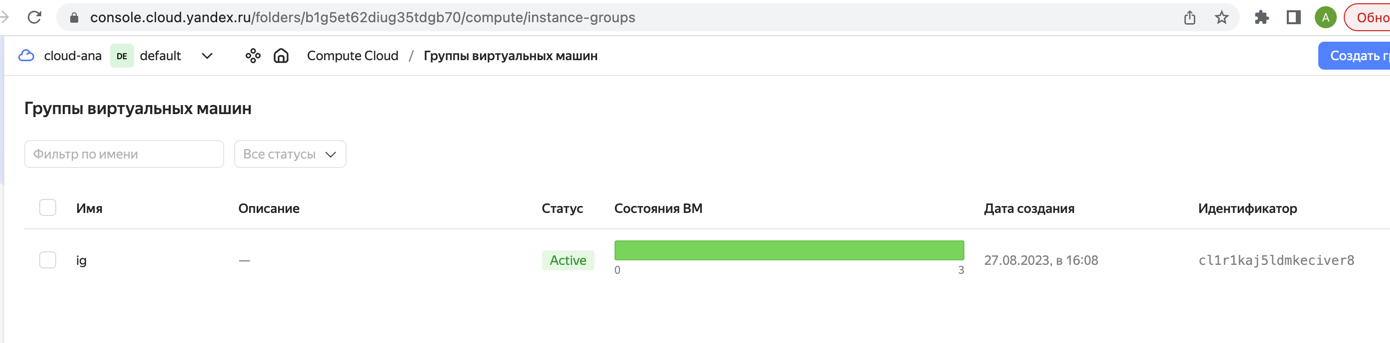 console.cloud.yandex.ru/folders/b1g5et62diug35tdgb70/compute/instance-groups
А
Обно
cloud-ana DE default Compute Cloud / Группы виртуальных машин
Создать г
Группы виртуальных машин
Фильтр по имени Все статусы
Имя Описание Статус Состояния ВМ Дата создания Идентификатор
ig — Active 27.08.2023, в 16:08 cl1r1kaj5ldmkeciver8
0 3